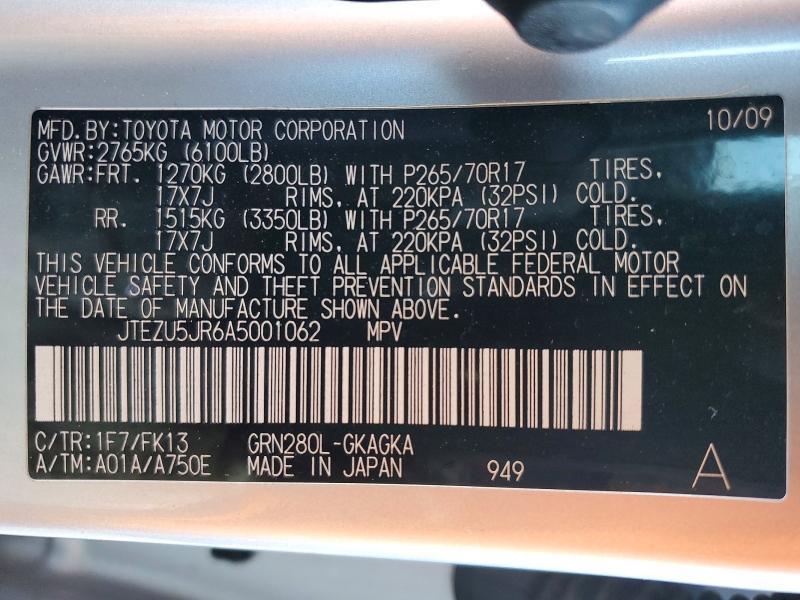 10/09
MFD.BY:TOYOTA MOTOR CORPORATION
GVWR:2765KG (6100LB)
GAWR:FRT. 1270KG (2800LB) WITH P265/70R17 TIRES,
17X7J RIMS, AT 220KPA (32PSI) COLD.
RR. 1515KG (3350LB) WITH P265/70R17 TIRES,
17X7J RIMS, AT 220KPA (32PSI) COLD.
THIS VEHICLE CONFORMS TO ALL APPLICABLE FEDERAL MOTOR
VEHICLE SAFETY AND THEFT PREVENTION STANDARDS IN EFFECT ON
THE DATE OF MANUFACTURE SHOWN ABOVE.
JTEZU5JR6A5001062 MPV
C/TR:1F7/FK13 GRN280L-GKAGKA
A/TM:A01A/A750E MADE IN JAPAN 949 A